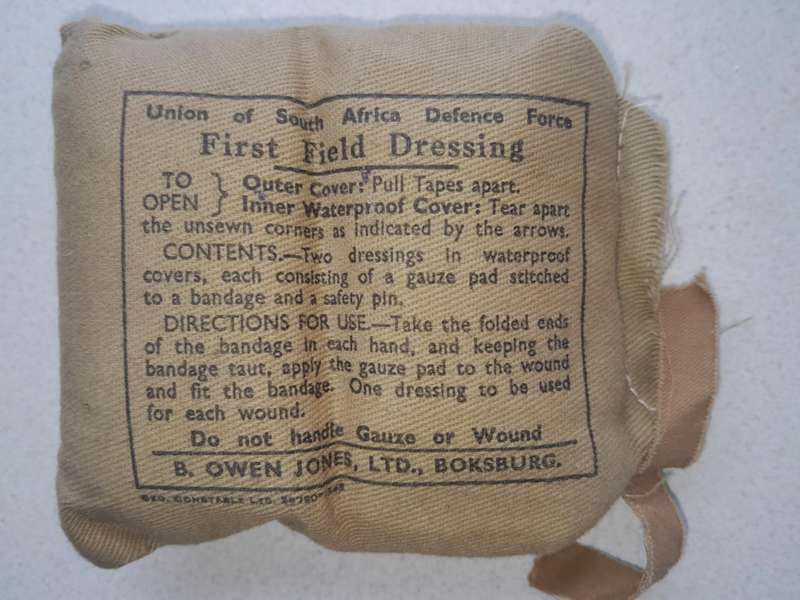 Union of South Africa Defence Force
First Field Dressing
TO OPEN } Outer Cover: Pull Tapes apart.
Inner Waterproof Cover: Tear apart
the unsewn corners as indicated by the arrows.
CONTENTS.—Two dressings in waterproof
covers, each consisting of a gauze pad stitched
to a bandage and a safety pin.
DIRECTIONS FOR USE.—Take the folded ends
of the bandage in each hand, and keeping the
bandage taut, apply the gauze pad to the wound
and fit the bandage. One dressing to be used
for each wound.
Do not handle Gauze or Wound
B. OWEN JONES, LTD., BOKSBURG.
GEO. CONSTABLE LTD.